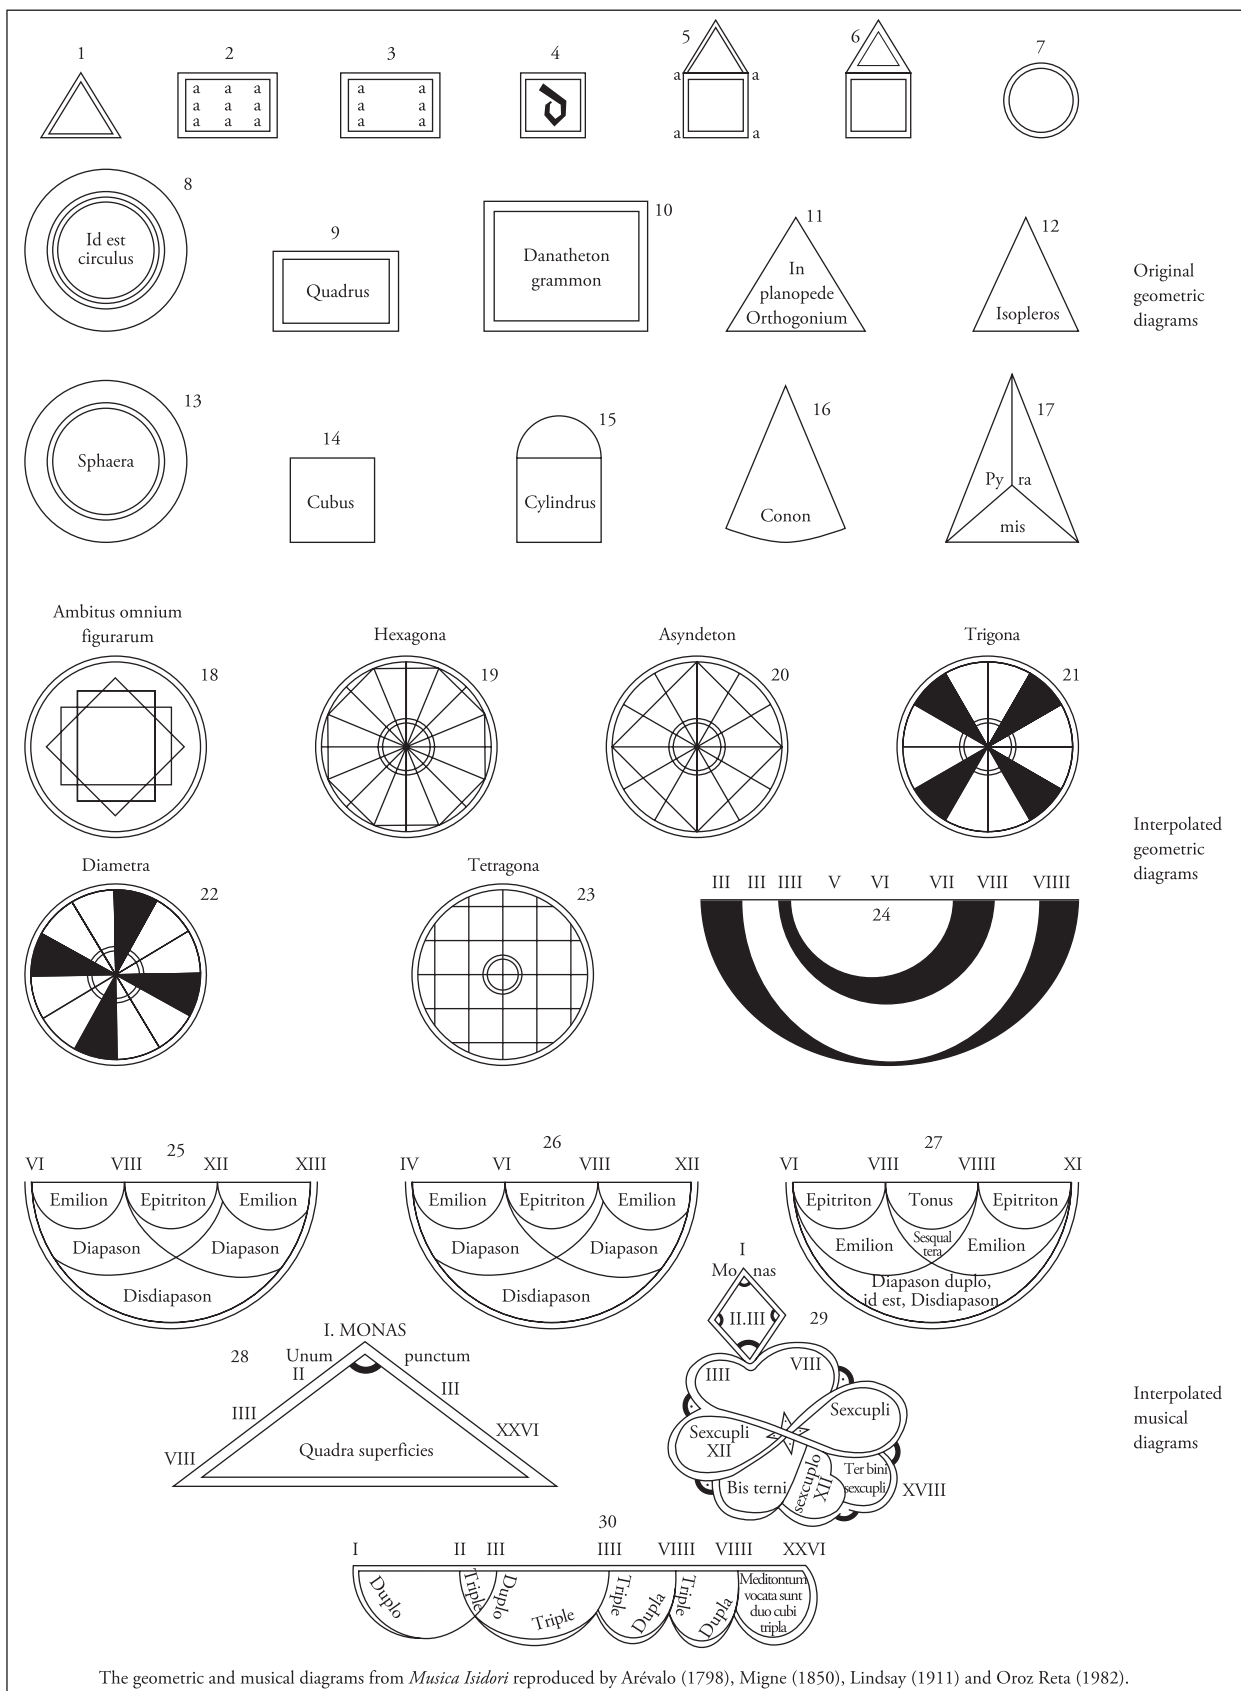 1 2 3 4 5 6 7
a a a
a a a
a a a
a a
a a
a a
a a
a a
8
Id est
circulus
9
Quadrus
10
Danatheton
grammon
11
In
planopede
Orthogonium
12
Isopleros
Original
geometric
diagrams
13
Sphaera
14
Cubus
15
Cylindrus
16
Conon
17
Py ra
mis
Ambitus omnium
figurarum
18
Hexagona
19
Asyndeton
20
Trigona
21
Diametra
22
Tetragona
23
III III IIII V VI VII VIII VIIII
24
Interpolated
geometric
diagrams
25
VI VIII XII XIII
Emilion Epitriton Emilion
Diapason Diapason
Disdiapason
26
IV VI VIII XII
Emilion Epitriton Emilion
Diapason Diapason
Disdiapason
27
VI VIII VIIII XI
Epitriton Tonus Epitriton
Emilion Sesqual Emilion
tera
Diapason duplo,
id est, Disdiapason
28
I. MONAS
Unum punctum
II III
IIII XXVI
VIII
Quadra superficies
I
Mo nas
II.III
29
IIII VIII
Sexcupli
Sexcupli
XII
Bis terni
sexcuplo
XII
Ter bini
sexcupli
XVIII
Interpolated
musical
diagrams
30
I II III IIII VIIII VIIII XXVI
Duplo
Triple
Duplo
Triple
Triple
Dupla
Triple
Dupla
Meditontum
vocata sunt
duo cubi
tripla
The geometric and musical diagrams from Musica Isidori reproduced by Arévalo (1798), Migne (1850), Lindsay (1911) and Oroz Reta (1982).